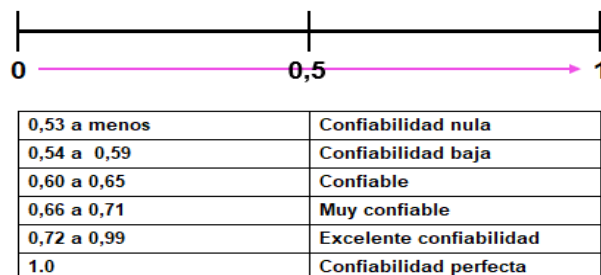 0 0,5 1
0,53 a menos Confiabilidad nula
0,54 a 0,59 Confiabilidad baja
0,60 a 0,65 Confiable
0,66 a 0,71 Muy confiable
0,72 a 0,99 Excelente confiabilidad
1.0 Confiabilidad perfecta